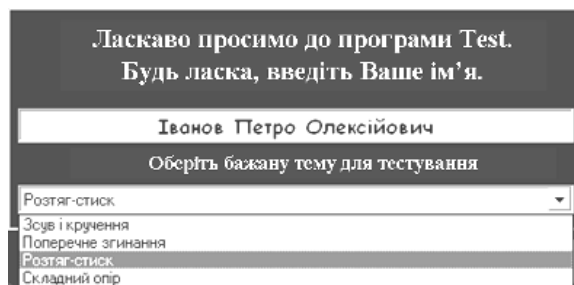 Ласкаво просимо до програми Test.
Будь ласка, введіть Ваше ім’я.
Іванов Петро Олексійович
Оберіть бажану тему для тестування
Розтяг-стиск
Зсув і кручення
Поперечне згинання
Розтяг-стиск
Складний опір